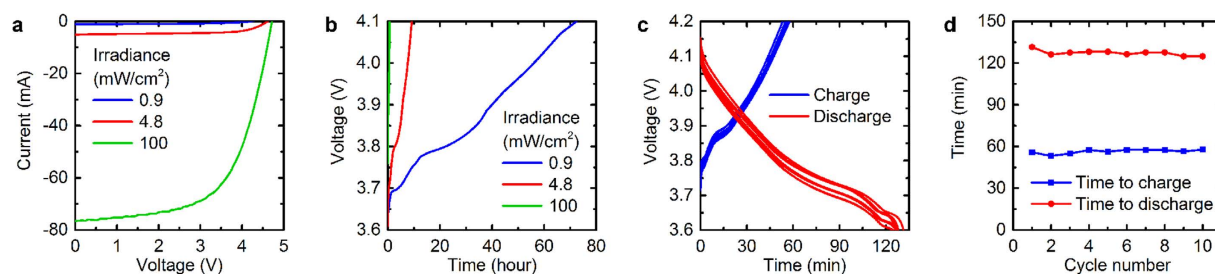 a
Current (mA)
0
-20
-40
-60
-80
Irradiance
(mW/cm²)
0.9
4.8
100
0 1 2 3 4 5
Voltage (V)
b
Voltage (V)
4.1
4.0
3.9
3.8
3.7
3.6
Irradiance
(mW/cm²)
0.9
4.8
100
0 20 40 60 80
Time (hour)
c
Voltage (V)
4.2
4.1
4.0
3.9
3.8
3.7
3.6
Charge
Discharge
0 30 60 90 120
Time (min)
d
Time (min)
150
120
90
60
30
0
Time to charge
Time to discharge
0 2 4 6 8 10
Cycle number